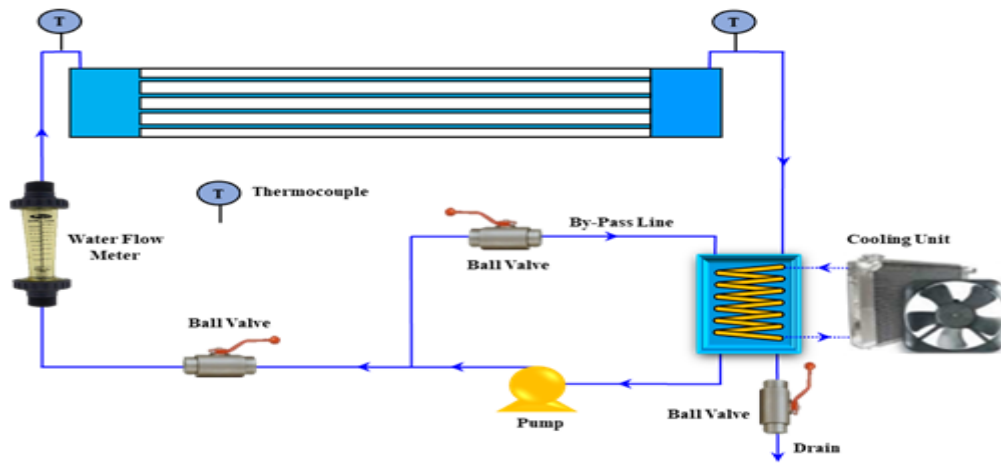 T
T
T
Thermocouple
Water Flow
Meter
By-Pass Line
Ball Valve
Cooling Unit
Ball Valve
Pump
Ball Valve
Drain